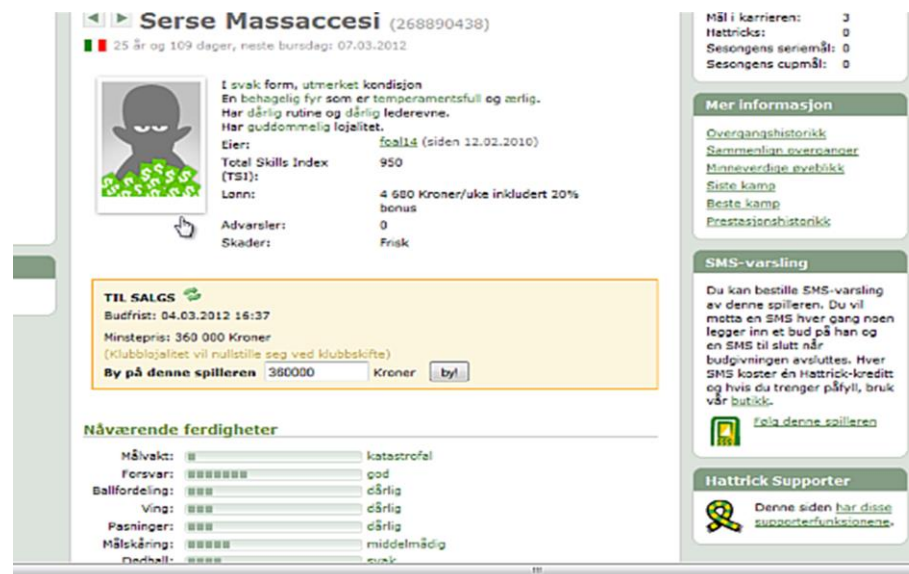 Serse Massaccesi (268890438)
25 år og 109 dager, neste bursdag: 07.03.2012
I svak form, utmerket kondisjon
En behagelig fyr som er temperamentsfull og ærlig.
Har dårlig rutine og dårlig lederevne.
Har guddommelig lojalitet.
Eier: foal14 (siden 12.02.2010)
Total Skills Index 950
(TSI):
Lønn: 4 680 Kroner/uke inkludert 20%
bonus
Advarsler: 0
Skader: Frisk
TIL SALGS
Budfrist: 04.03.2012 16:37
Minstepris: 360 000 Kroner
(Klubblojalitet vil nullstille seg ved klubbskifte)
By på denne spilleren 360000 Kroner by!
Nåværende ferdigheter
Målvakt: katastrofal
Forsvar: god
Ballfordeling: dårlig
Ving: dårlig
Pasninger: dårlig
Målskåring: middelmådig
Dødball: svak
Mål i karrieren: 3
Hattricks: 0
Sesongens seriemål: 0
Sesongens cupmål: 0
Mer informasjon
Overgangshistorikk
Sammenlign overganger
Minneverdige øyeblikk
Siste kamp
Beste kamp
Prestasjonshistorikk
SMS-varsling
Du kan bestille SMS-varsling
av denne spilleren. Du vil
motta en SMS hver gang noen
legger inn et bud på han og
en SMS til slutt når
budgivningen avsluttes. Hver
SMS koster én Hattrick-kreditt
og hvis du trenger påfyll, bruk
vår butikk.
Følg denne spilleren
Hattrick Supporter
Denne siden har disse
supporterfunksjonene.